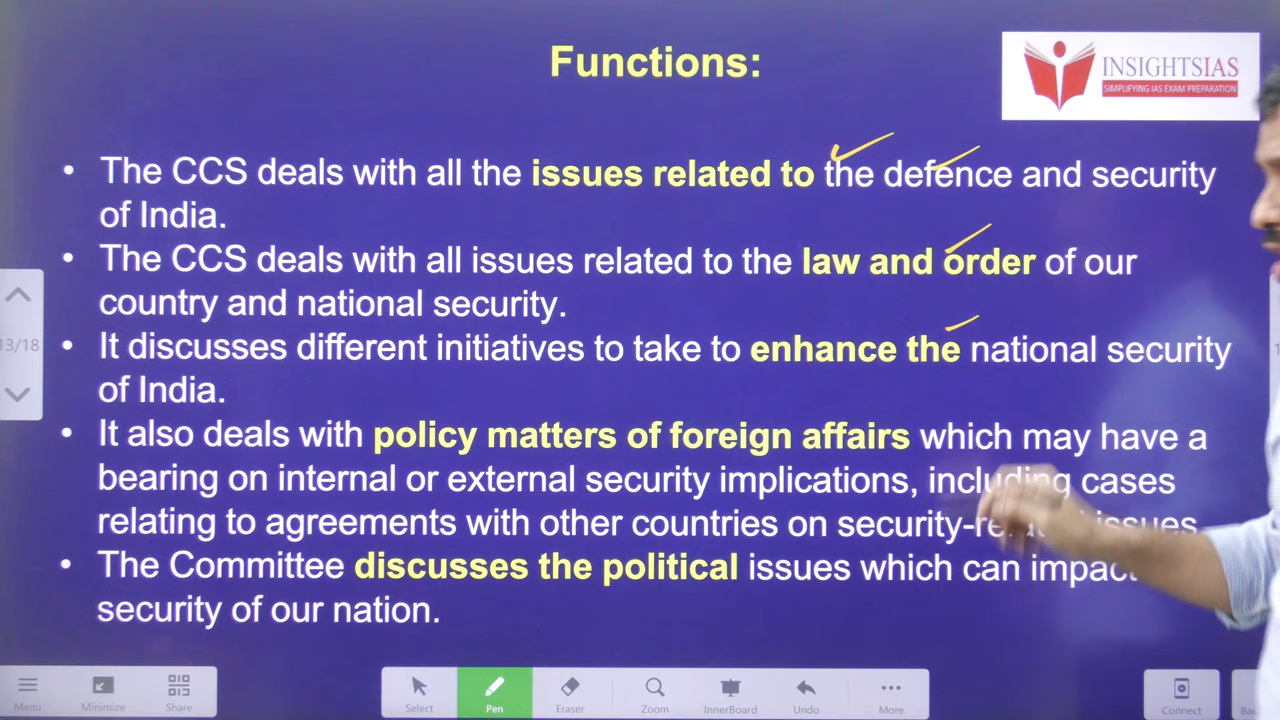 Functions:
INSIGHTSIAS
SIMPLIFYING IAS EXAM PREPARATION
• The CCS deals with all the issues related to the defence and security
of India.
• The CCS deals with all issues related to the law and order of our
country and national security.
• It discusses different initiatives to take to enhance the national security
of India.
• It also deals with policy matters of foreign affairs which may have a
bearing on internal or external security implications, including cases
relating to agreements with other countries on security-related issues
• The Committee discusses the political issues which can impact
security of our nation.
13/18
Menu
Minimize
Share
Select
Pen
Eraser
Zoom
InnerBoard
Undo
More
Connect